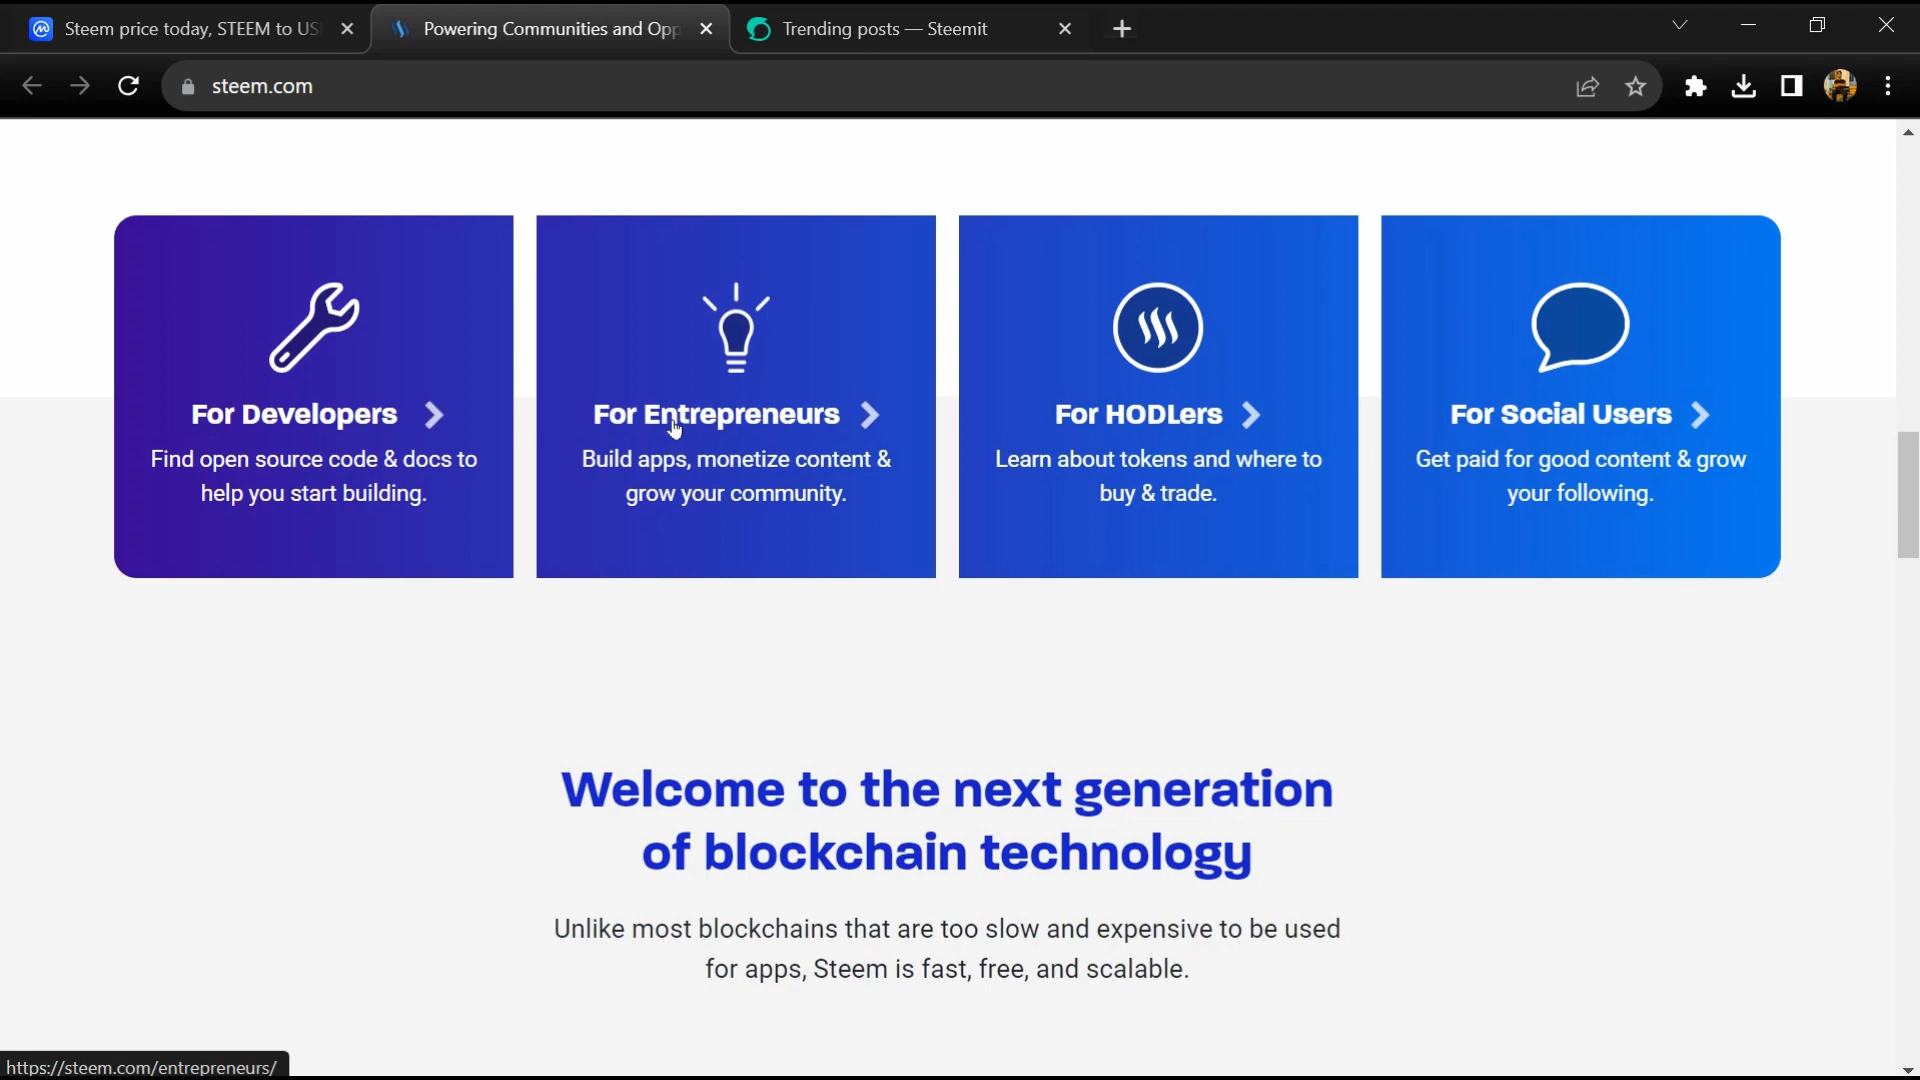 Steem price today, STEEM to US
Powering Communities and Opp
Trending posts — Steemit
steem.com
For Developers
Find open source code & docs to
help you start building.
For Entrepreneurs
Build apps, monetize content &
grow your community.
For HODLers
Learn about tokens and where to
buy & trade.
For Social Users
Get paid for good content & grow
your following.
Welcome to the next generation
of blockchain technology
Unlike most blockchains that are too slow and expensive to be used
for apps, Steem is fast, free, and scalable.
https://steem.com/entrepreneurs/